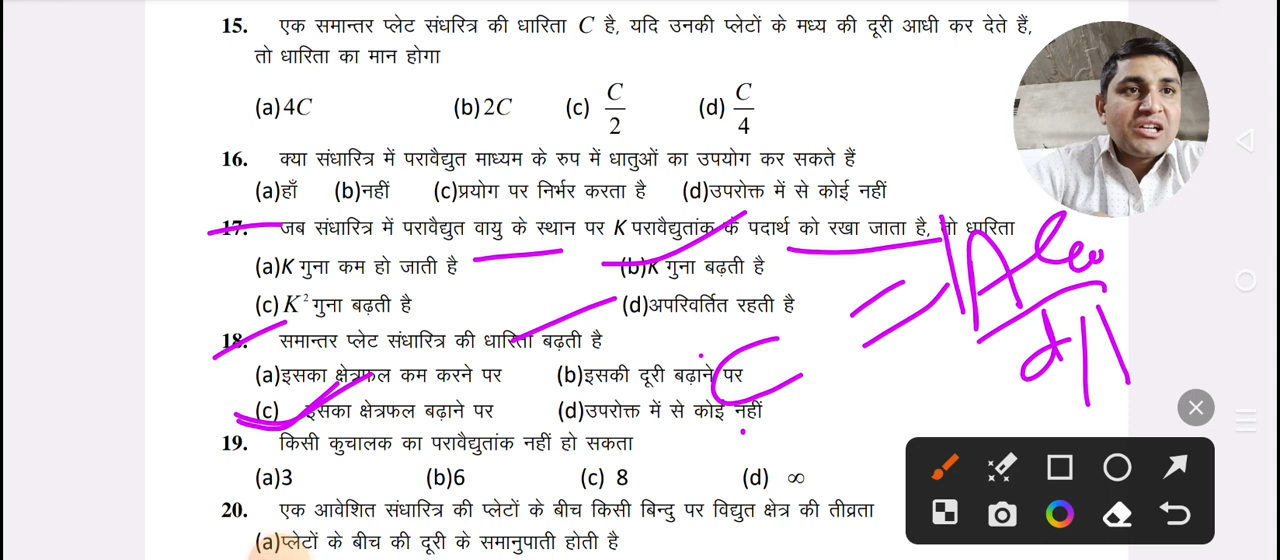 15. एक समान्तर प्लेट संधरित्र की धारिता C है, यदि उनकी प्लेटों के मध्य की दूरी आधी कर देते हैं,
तो धारिता का मान होगा
(a) 4C (b) 2C (c) C/2 (d) C/4
16. क्या संधारित्र में परावैद्युत माध्यम के रुप में धातुओं का उपयोग कर सकते हैं
(a) हाँ (b) नहीं (c) प्रयोग पर निर्भर करता है (d) उपरोक्त में से कोई नहीं
17. जब संधारित्र में परावैद्युत वायु के स्थान पर K परावैद्युतांक के पदार्थ को रखा जाता है, तो धारिता
(a) K गुना कम हो जाती है (b) K गुना बढ़ती है
(c) K² गुना बढ़ती है (d) अपरिवर्तित रहती है
18. समान्तर प्लेट संधरित्र की धारिता बढ़ती है
(a) इसका क्षेत्रफल कम करने पर (b) इसकी दूरी बढ़ाने पर
(c) इसका क्षेत्रफल बढ़ाने पर (d) उपरोक्त में से कोई नहीं
19. किसी कुचालक का परावैद्युतांक नहीं हो सकता
(a) 3 (b) 6 (c) 8 (d) ∞
20. एक आवेशित संधारित्र की प्लेटों के बीच किसी बिन्दु पर विद्युत क्षेत्र की तीव्रता
(a) प्लेटों के बीच की दूरी के समानुपाती होती है